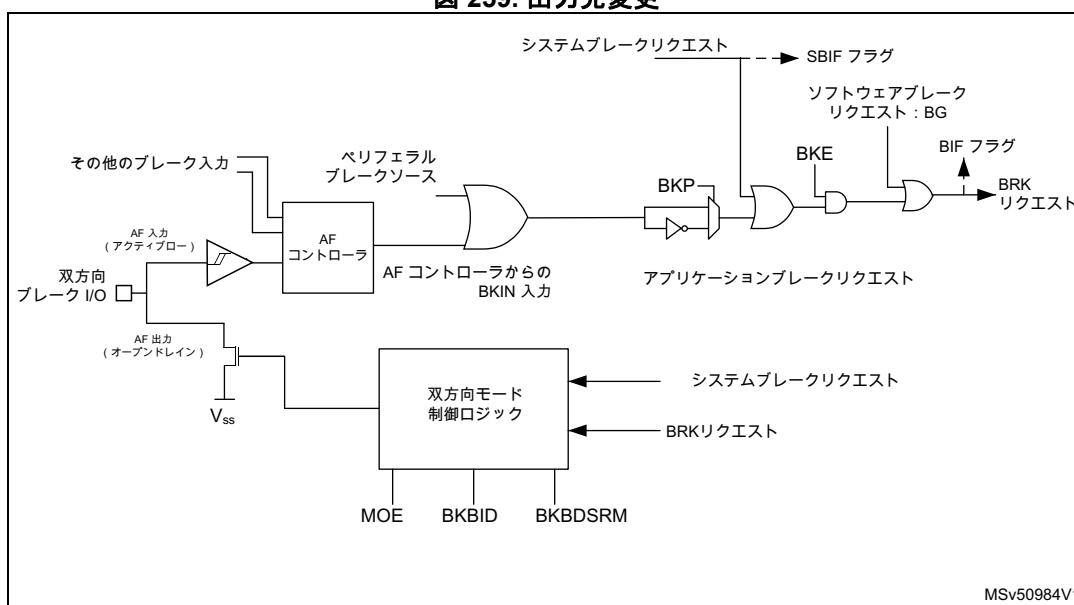 図 259. 出力先変更
システムブレークリクエスト
SBIF フラグ
ソフトウェアブレーク
リクエスト : BG
BIF フラグ
BKE
BRK
リクエスト
その他のブレーク入力
ペリフェラル
ブレークソース
BKP
AF 入力
( アクティブロー )
AF
コントローラ
双方向
ブレーク I/O
AF コントローラからの
BKIN 入力
アプリケーションブレークリクエスト
AF 出力
( オープンドレイン )
Vss
双方向モード
制御ロジック
システムブレークリクエスト
BRKリクエスト
MOE
BKBID
BKBDSRM
MSv50984V1